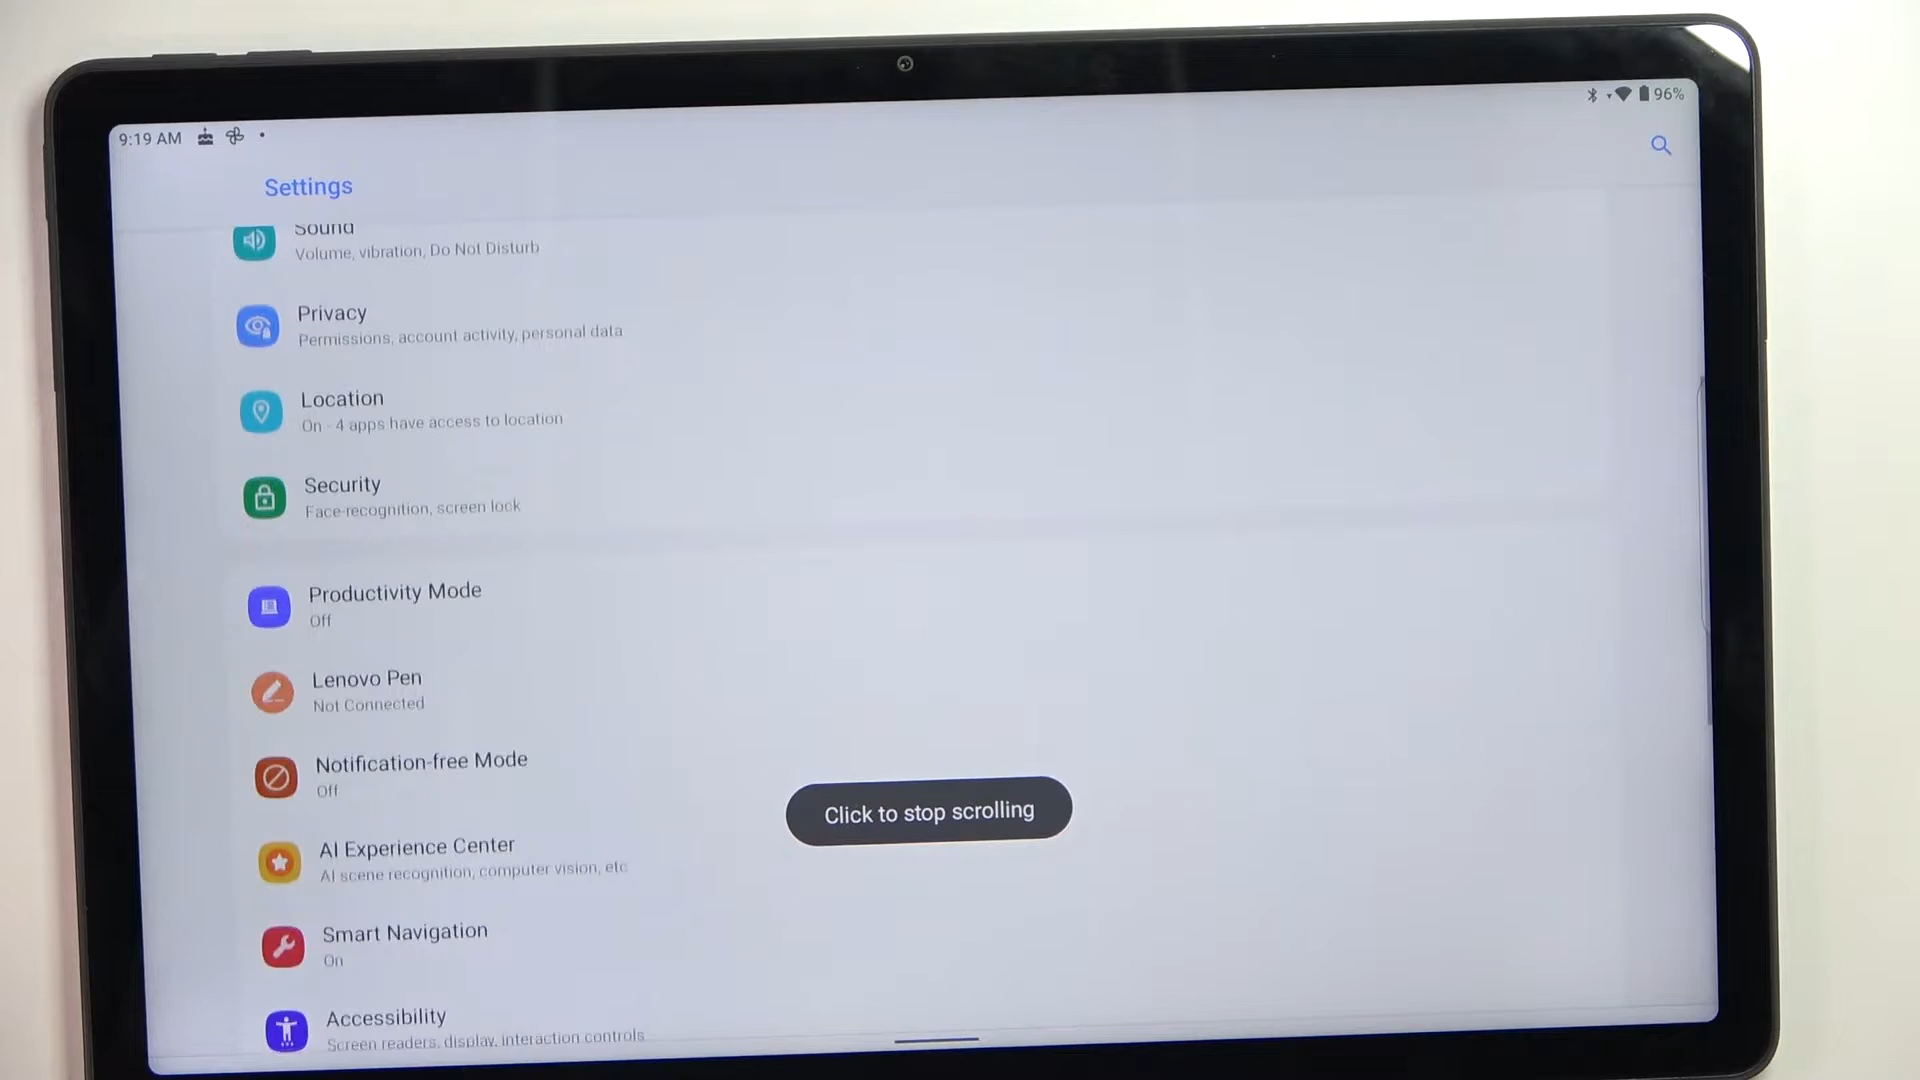 9:19 AM
96%
Settings
Sound
Volume, vibration, Do Not Disturb
Privacy
Permissions, account activity, personal data
Location
On - 4 apps have access to location
Security
Face-recognition, screen lock
Productivity Mode
Off
Lenovo Pen
Not Connected
Notification-free Mode
Off
Click to stop scrolling
AI Experience Center
AI scene recognition, computer vision, etc
Smart Navigation
On
Accessibility
Screen readers, display, interaction controls